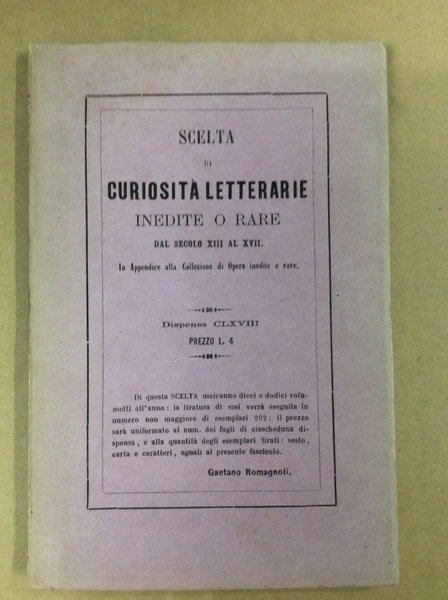 SCELTA
DI
CURIOSITÀ LETTERARIE
INEDITE O RARE
DAL SECOLO XIII AL XVII.
In Appendice alla Collezione di Opere inedite o rare.
Dispensa CLXVIII
PREZZO L. 4
Di questa SCELTA usciranno dieci o dodici volu-
metti all'anno: la tiratura di essi verrà eseguita in
numero non maggiore di esemplari 202: il prezzo
sarà uniformato al num. dei fogli di ciascheduna di-
spensa, e alla quantità degli esemplari tirati: sesto,
carta e caratteri, uguali al presente fascicolo.
Gaetano Romagnoli.